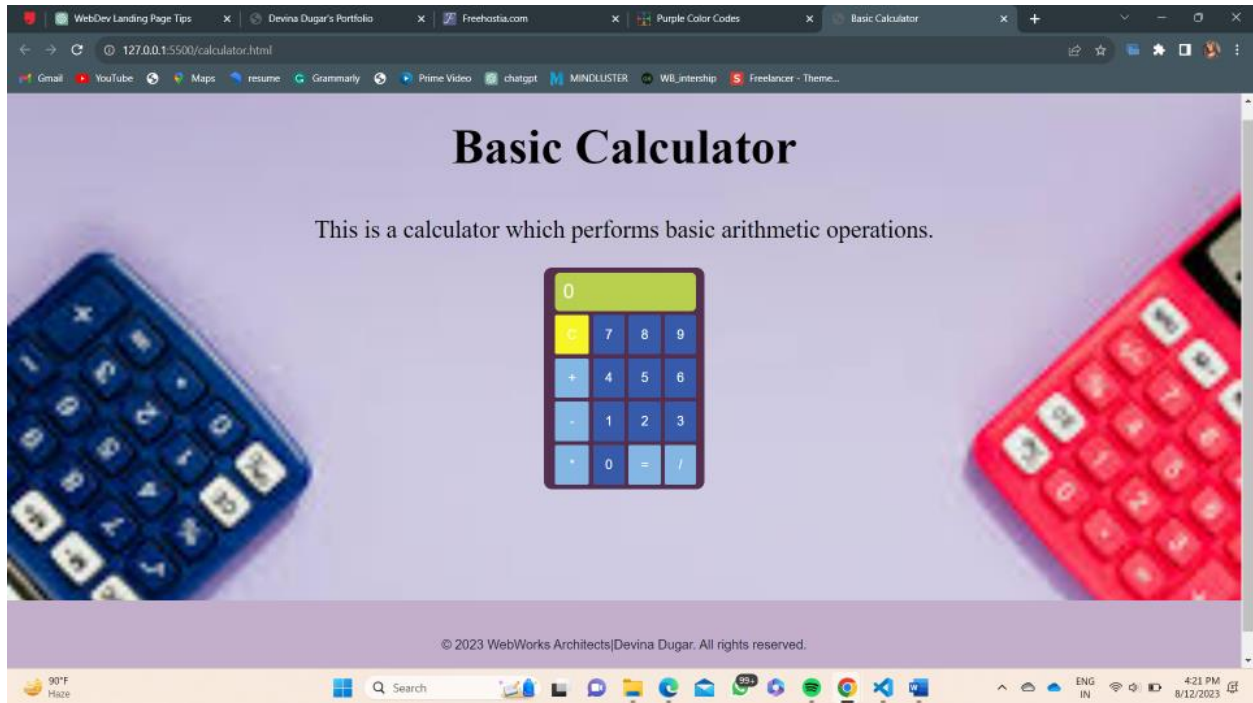 WebDev Landing Page Tips
Devina Dugar's Portfolio
Freehostia.com
Purple Color Codes
Basic Calculator
127.0.0.1:5500/calculator.html
Gmail
YouTube
Maps
resume
Grammarly
Prime Video
chatgpt
MINDLUSTER
WB_intership
Freelancer - Theme...
Basic Calculator
This is a calculator which performs basic arithmetic operations.
0
C 7 8 9
+ 4 5 6
- 1 2 3
* 0 = /
© 2023 WebWorks Architects|Devina Dugar. All rights reserved.
90°F
Haze
Search
99+
ENG
IN
4:21 PM
8/12/2023